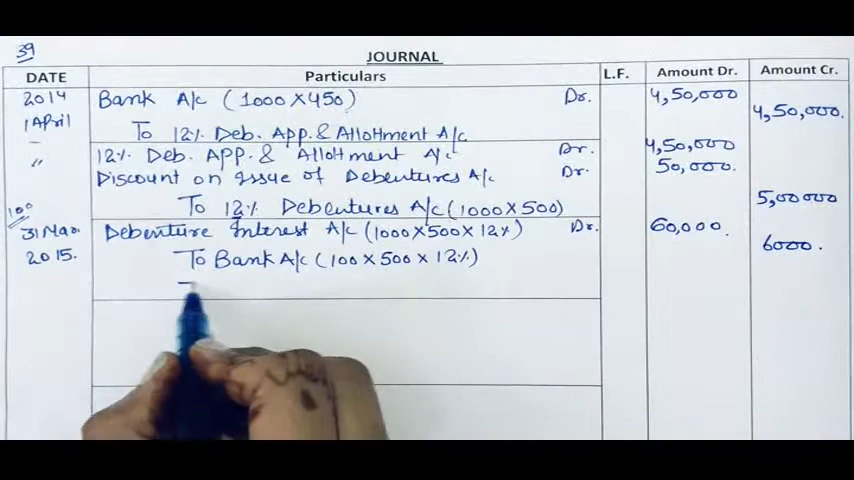 39
JOURNAL
DATE Particulars L.F. Amount Dr. Amount Cr.
2014 Bank A/c (1000×450) Dr. 4,50,000
1 April To 12% Deb. App. & Allotment A/c 4,50,000.
" 12% Deb. App. & Allotment A/c Dr. 4,50,000
Discount on Issue of Debentures A/c Dr. 50,000.
100 To 12% Debentures A/c (1000×500) 5,00000
31 Mar. Debenture Interest A/c (1000×500×12%) Dr. 60,000.
2015. To Bank A/c (100×500×12%) 6000.